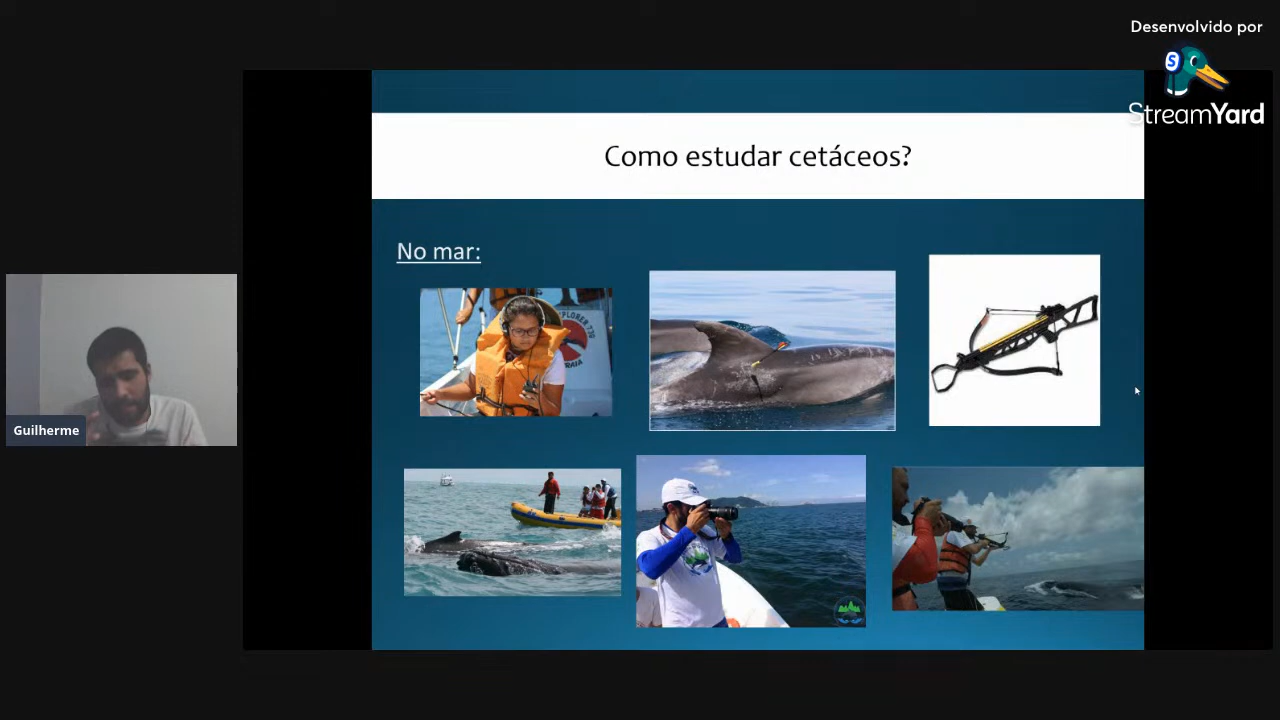 Desenvolvido por
StreamYard
Como estudar cetáceos?
No mar:
Guilherme